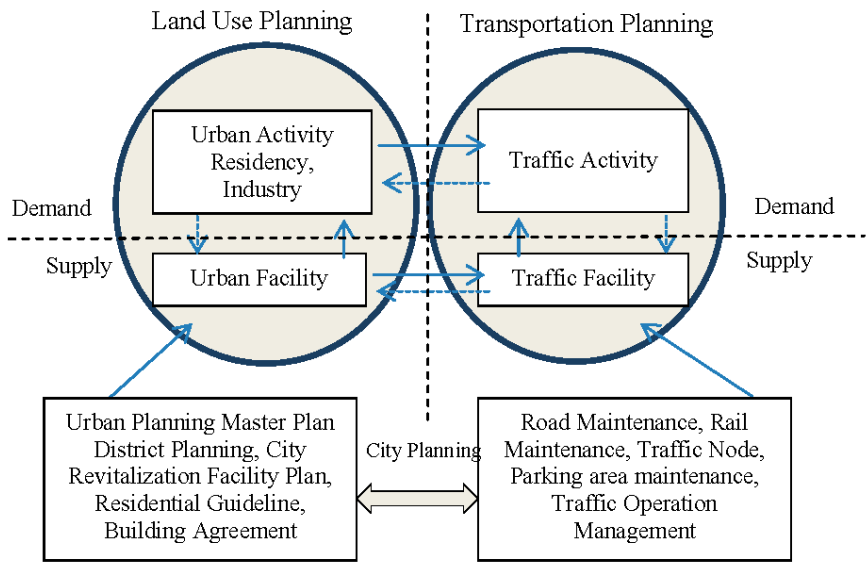 Land Use Planning
Transportation Planning
Urban Activity
Residency,
Industry
Traffic Activity
Demand
Demand
Supply
Supply
Urban Facility
Traffic Facility
Urban Planning Master Plan
District Planning, City
Revitalization Facility Plan,
Residential Guideline,
Building Agreement
City Planning
Road Maintenance, Rail
Maintenance, Traffic Node,
Parking area maintenance,
Traffic Operation
Management